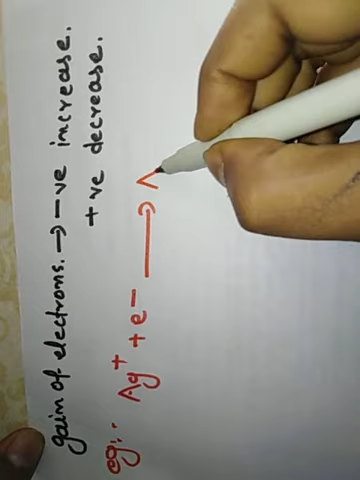 gain of electrons. → -ve increase.
+ve decrease.
eg:- Ag⁺ + e⁻ ⟶